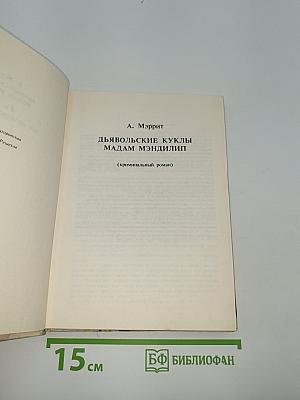 А. Мэррит
ДЬЯВОЛЬСКИЕ КУКЛЫ
МАДАМ МЭНДИЛИП
(криминальный роман)
15 см
БФ БИБЛИОФАН